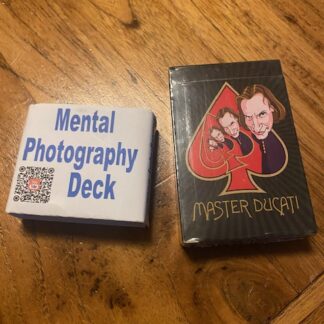 Mental
Photography
Deck
MASTER DUCATI